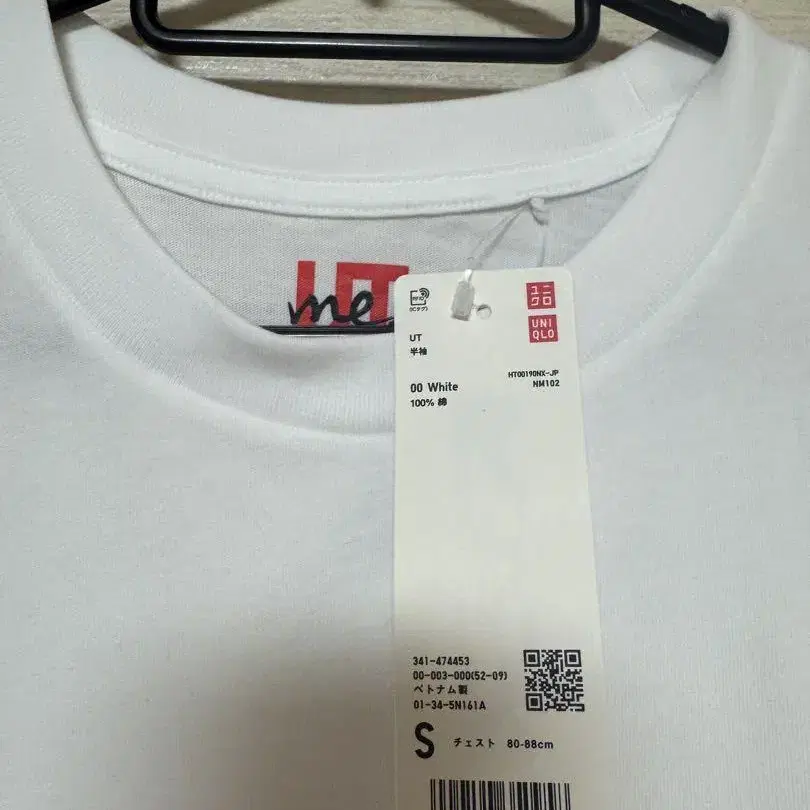 me
RFID
(ICタグ)
ユニ
クロ
UNI
QLO
UT
半袖
HT00190NX-JP
00 White
NM102
100% 綿
341-474453
00-003-000(52-09)
ベトナム製
01-34-5N161A
S チェスト 80-88cm